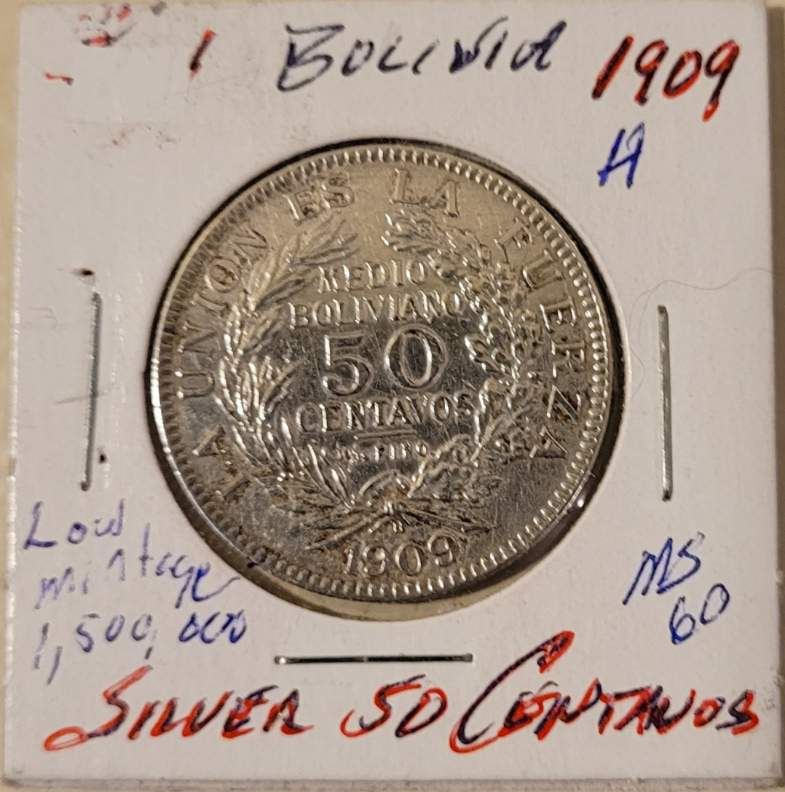 1 Bolivia 1909
H
LA UNION ES LA FUERZA
MEDIO
BOLIVIANO
50
CENTAVOS
H
1909
Low
mintage
1,500,000
MS
60
SILVER 50 CENTAVOS